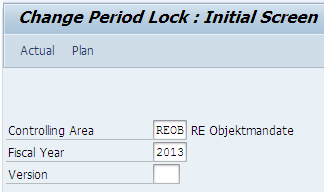 Change Period Lock : Initial Screen
Actual Plan
Controlling Area REOB RE Objektmandate
Fiscal Year 2013
Version